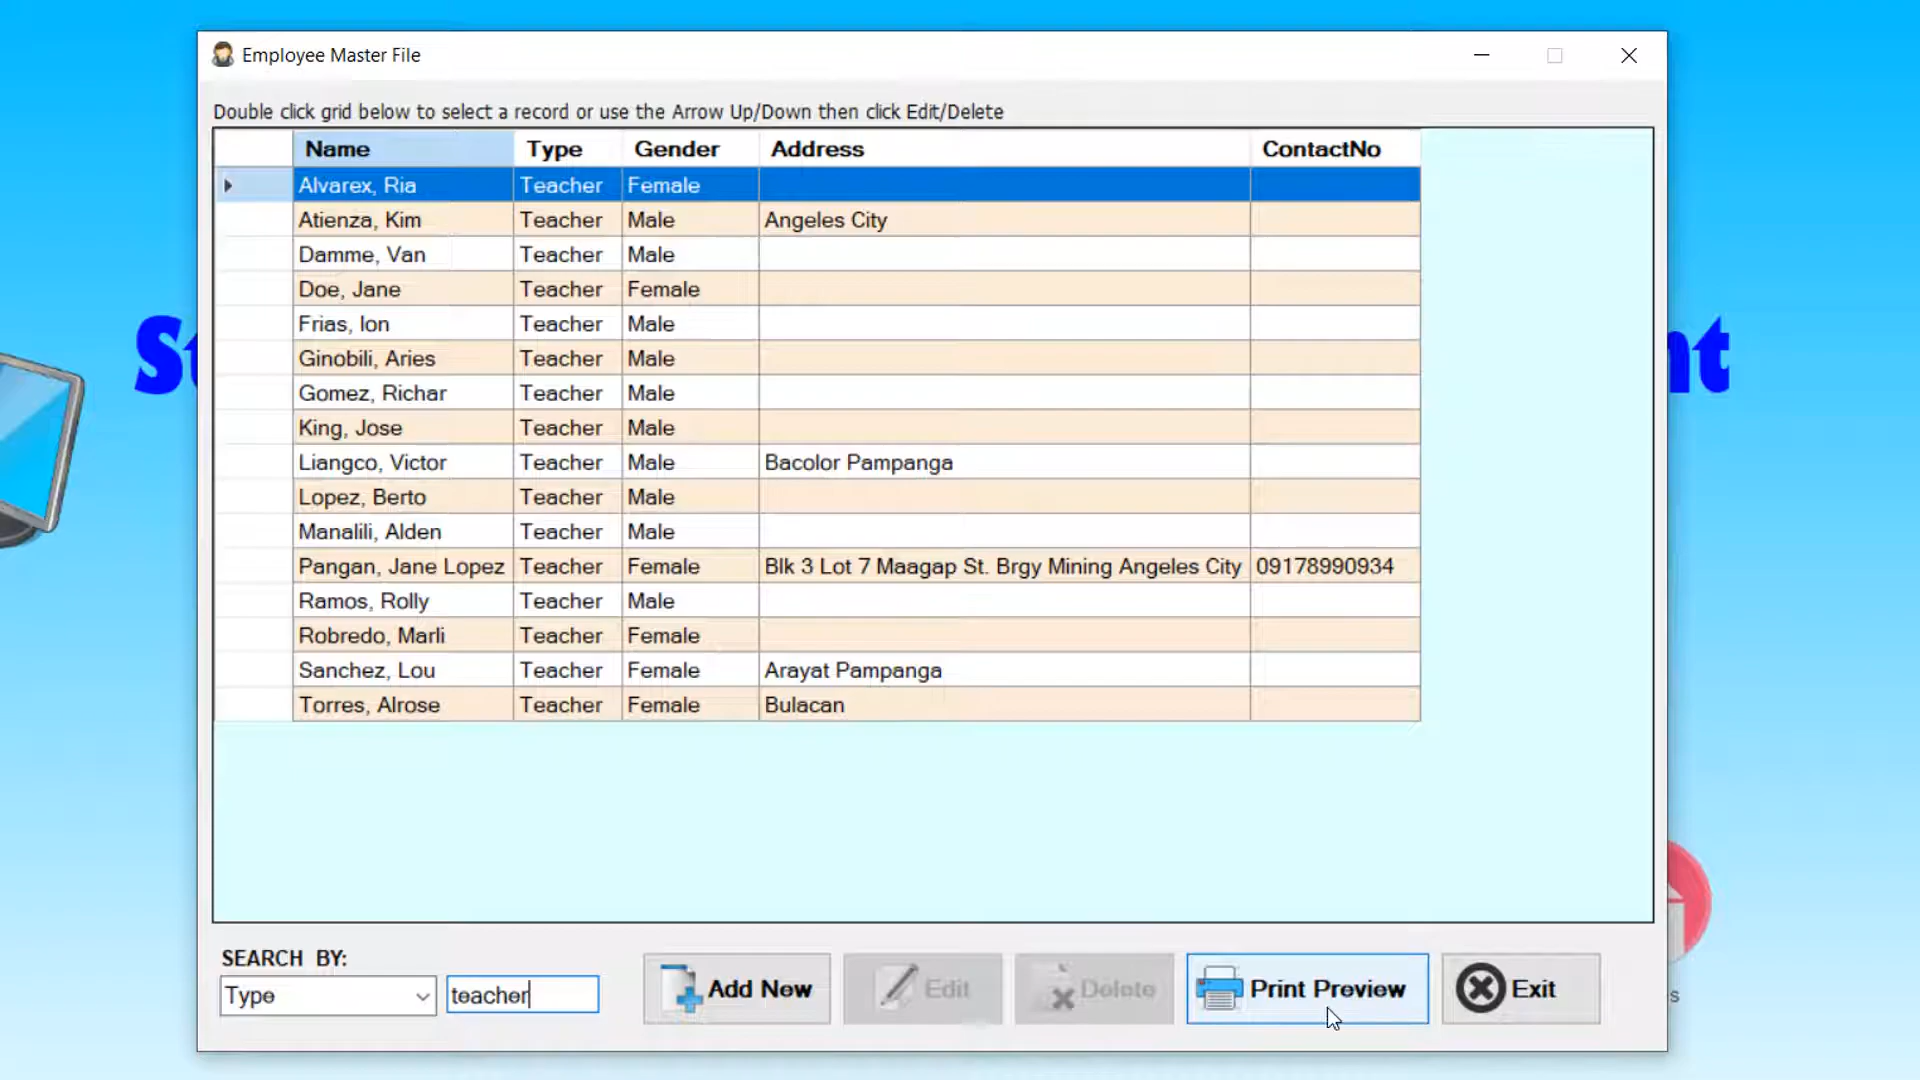 Employee Master File
Double click grid below to select a record or use the Arrow Up/Down then click Edit/Delete
Name Type Gender Address ContactNo
Alvarex, Ria Teacher Female
Atienza, Kim Teacher Male Angeles City
Damme, Van Teacher Male
Doe, Jane Teacher Female
Frias, Ion Teacher Male
Ginobili, Aries Teacher Male
Gomez, Richar Teacher Male
King, Jose Teacher Male
Liangco, Victor Teacher Male Bacolor Pampanga
Lopez, Berto Teacher Male
Manalili, Alden Teacher Male
Pangan, Jane Lopez Teacher Female Blk 3 Lot 7 Maagap St. Brgy Mining Angeles City 09178990934
Ramos, Rolly Teacher Male
Robredo, Marli Teacher Female
Sanchez, Lou Teacher Female Arayat Pampanga
Torres, Alrose Teacher Female Bulacan
SEARCH BY:
Type teacher Add New Edit Delete Print Preview Exit